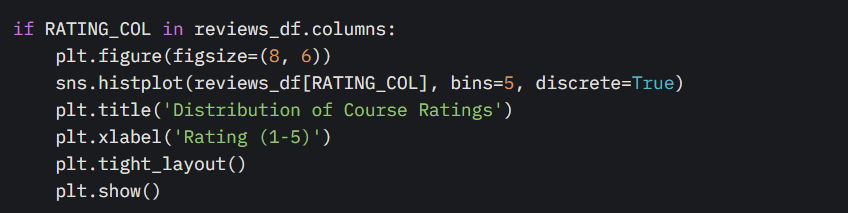 if RATING_COL in reviews_df.columns:
    plt.figure(figsize=(8, 6))
    sns.histplot(reviews_df[RATING_COL], bins=5, discrete=True)
    plt.title('Distribution of Course Ratings')
    plt.xlabel('Rating (1-5)')
    plt.tight_layout()
    plt.show()